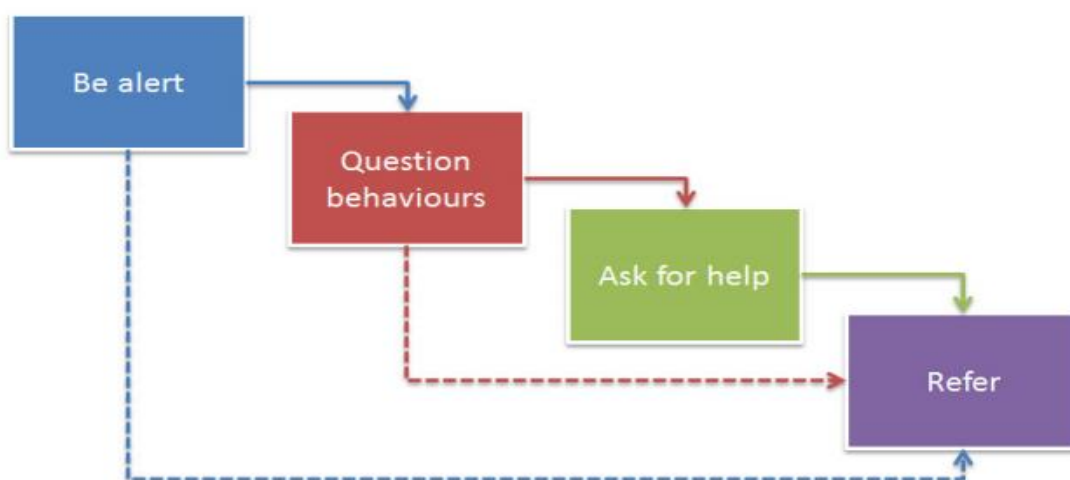 Be alert
Question
behaviours
Ask for help
Refer